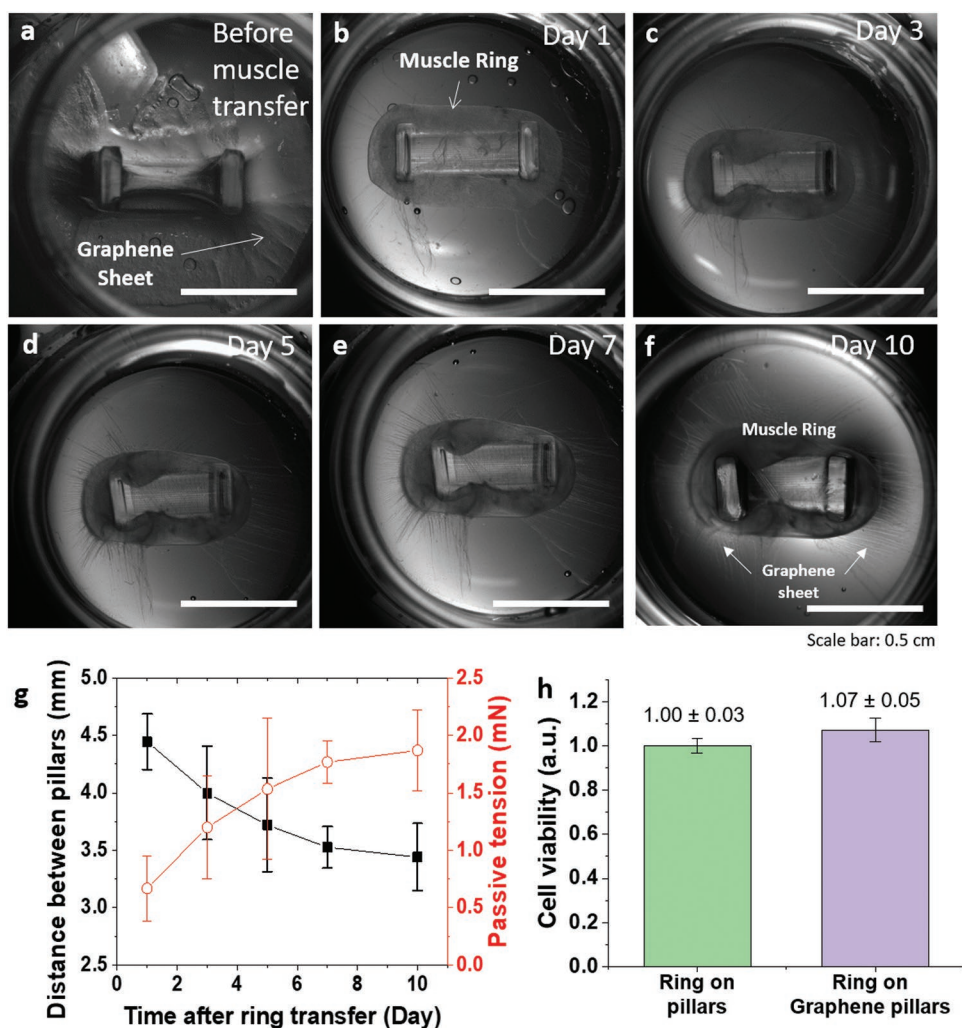 a
Before
muscle
transfer
Graphene
Sheet
b
Day 1
Muscle Ring
c
Day 3
d
Day 5
e
Day 7
f
Day 10
Muscle Ring
Graphene
sheet
Scale bar: 0.5 cm
g
Distance between pillars (mm)
5.0
4.5
4.0
3.5
3.0
2.5
0
2
4
6
8
10
Time after ring transfer (Day)
2.5
2.0
1.5
1.0
0.5
0.0
Passive tension (mN)
h
Cell viability (a.u.)
1.2
1.0
0.8
0.6
0.4
0.2
0.0
1.00 ± 0.03
1.07 ± 0.05
Ring on
pillars
Ring on
Graphene pillars